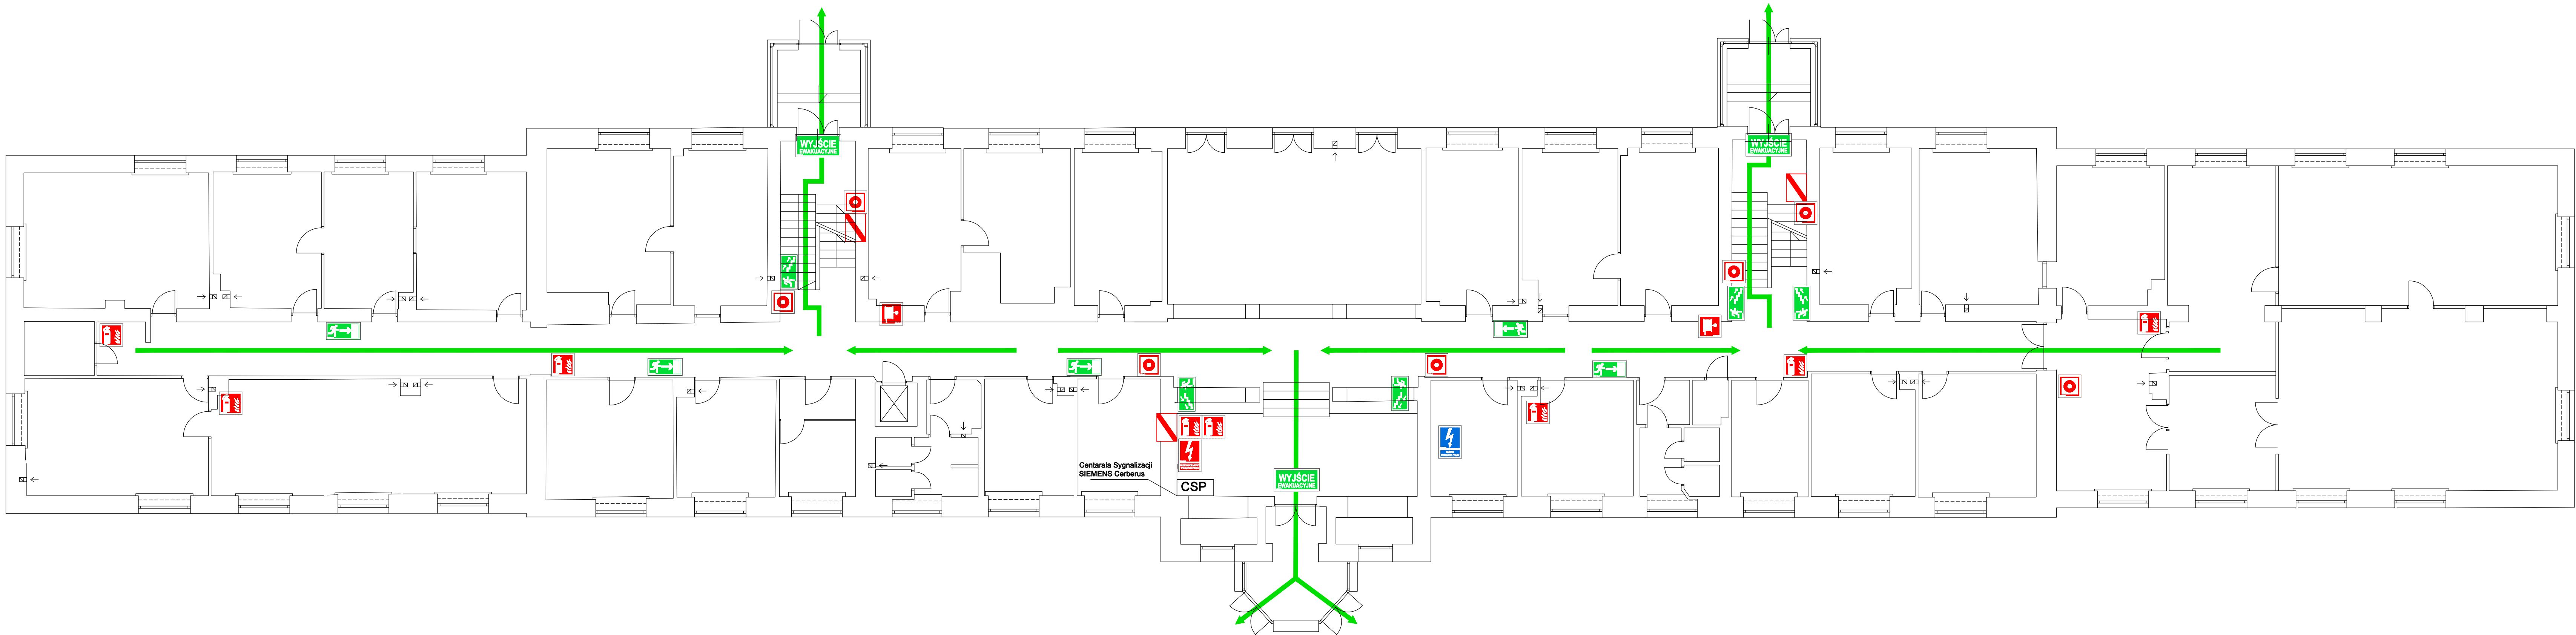 WYJŚCIE
EWAKUACYJNE
WYJŚCIE
EWAKUACYJNE
Centarala Sygnalizacji
SIEMENS Cerberus
CSP
WYJŚCIE
EWAKUACYJNE